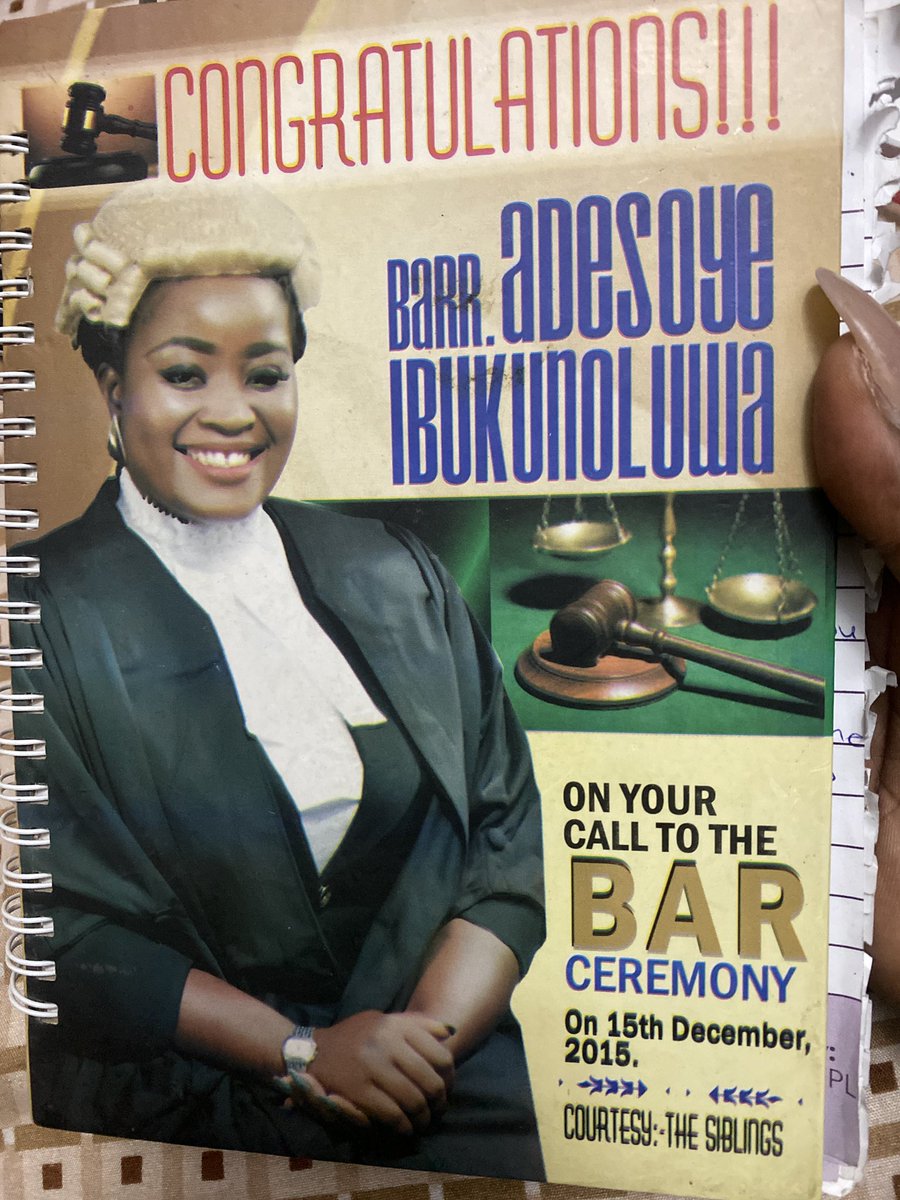 CONGRATULATIONS!!!
BARR. ADESOYE
IBUKUNOLUWA
ON YOUR
CALL TO THE
BAR
CEREMONY
On 15th December,
2015.
COURTESY:-THE SIBLINGS